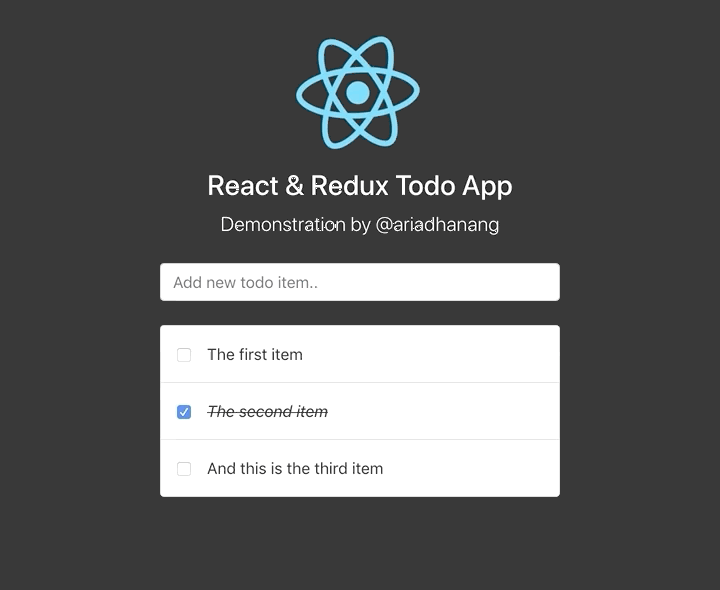 React & Redux Todo App
Demonstration by @ariadhanang
Add new todo item..
The first item
The second item
And this is the third item